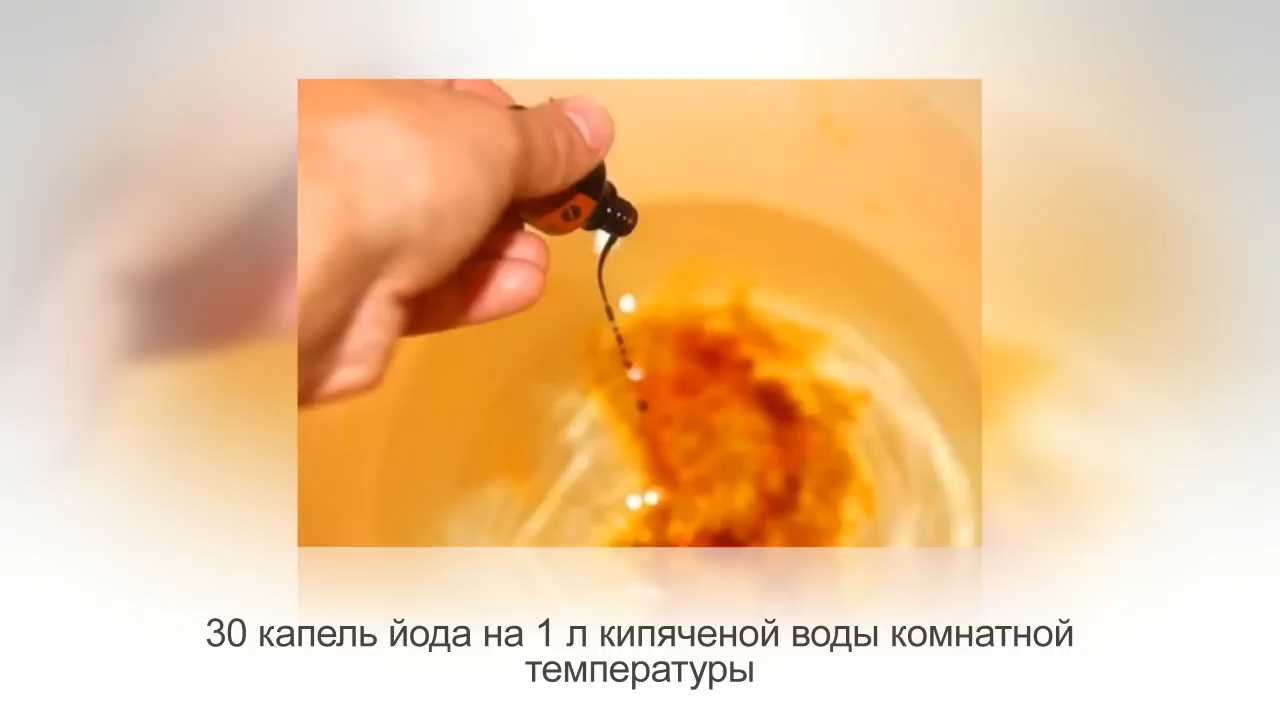 30 капель йода на 1 л кипяченой воды комнатной
температуры